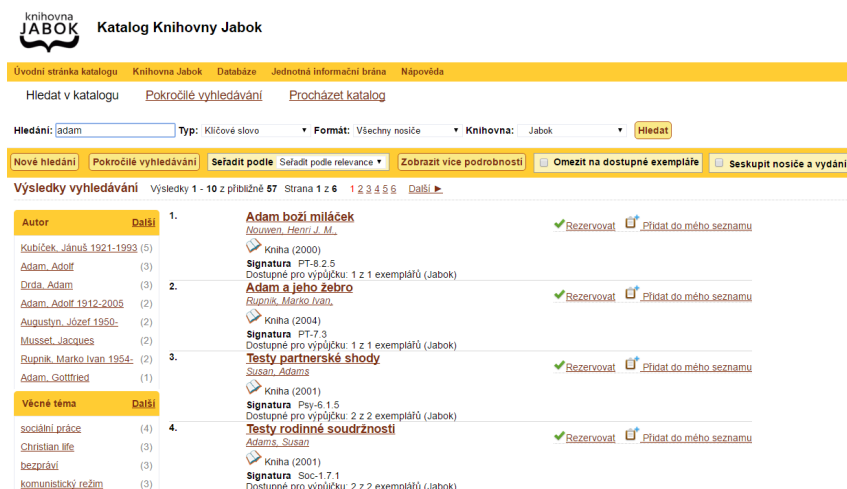 knihovna
JABOK
Katalog Knihovny Jabok
Úvodní stránka katalogu Knihovna Jabok Databáze Jednotná informační brána Nápověda
Hledat v katalogu Pokročilé vyhledávání Procházet katalog
Hledání: adam Typ: Klíčové slovo Formát: Všechny nosiče Knihovna: Jabok Hledat
Nové hledání Pokročilé vyhledávání Seřadit podle Seřadit podle relevance Zobrazit více podrobností Omezit na dostupné exempláře Seskupit nosiče a vydání
Výsledky vyhledávání Výsledky 1 - 10 z přibližně 57 Strana 1 z 6 1 2 3 4 5 6 Další ►
Autor Další
Kubíček, Jánuš 1921-1993 (5)
Adam, Adolf (3)
Drda, Adam (3)
Adam, Adolf 1912-2005 (2)
Augustyn, Józef 1950- (2)
Musset, Jacques (2)
Rupnik, Marko Ivan 1954- (2)
Adam, Gottfried (1)
Věcné téma Další
sociální práce (4)
Christian life (3)
bezpráví (3)
komunistický režim (3)
1. Adam boží miláček
Nouwen, Henri J. M.,
Kniha (2000)
Signatura PT-8.2.5
Dostupné pro výpůjčku: 1 z 1 exemplářů (Jabok)
Rezervovat Přidat do mého seznamu
2. Adam a jeho žebro
Rupnik, Marko Ivan,
Kniha (2004)
Signatura PT-7.3
Dostupné pro výpůjčku: 1 z 1 exemplářů (Jabok)
Rezervovat Přidat do mého seznamu
3. Testy partnerské shody
Susan, Adams
Kniha (2001)
Signatura Psy-6.1.5
Dostupné pro výpůjčku: 2 z 2 exemplářů (Jabok)
Rezervovat Přidat do mého seznamu
4. Testy rodinné soudržnosti
Adams, Susan
Kniha (2001)
Signatura Soc-1.7.1
Dostupné pro výpůjčku: 2 z 2 exemplářů (Jabok)
Rezervovat Přidat do mého seznamu